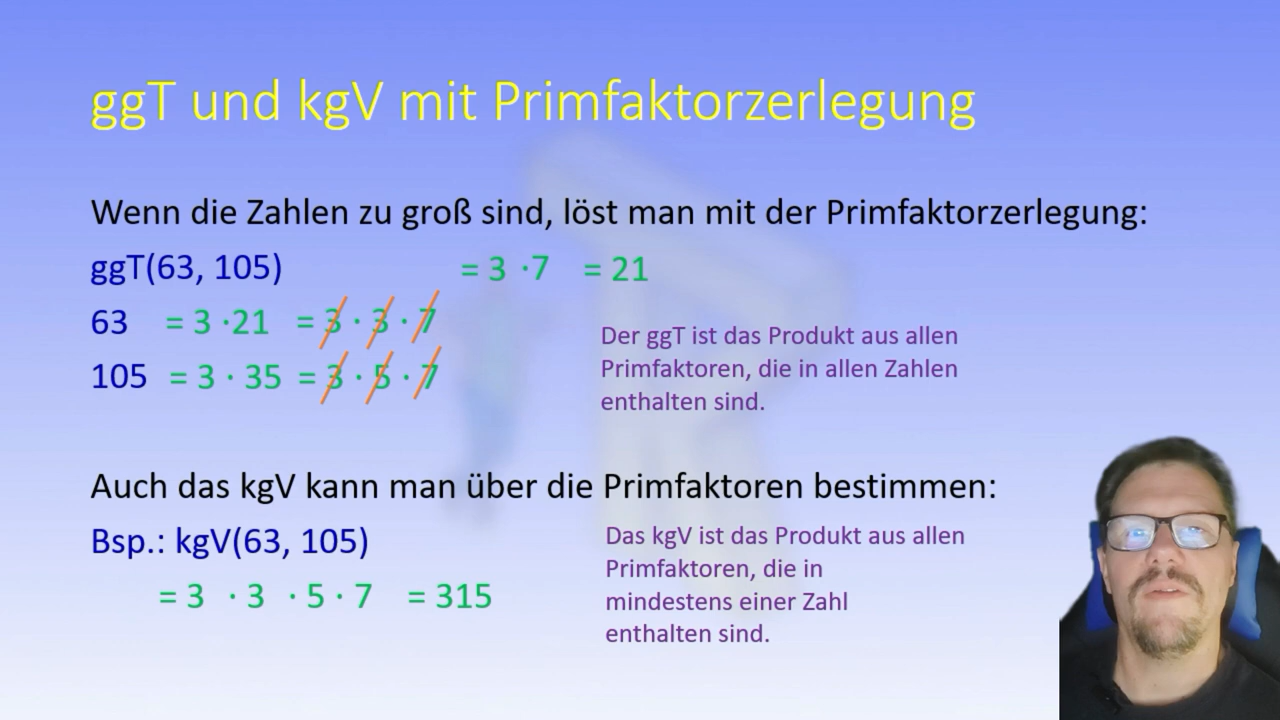 ggT und kgV mit Primfaktorzerlegung
Wenn die Zahlen zu groß sind, löst man mit der Primfaktorzerlegung:
ggT(63, 105) = 3 ·7 = 21
63 = 3 ·21 = 3 · 3 · 7
105 = 3 · 35 = 3 · 5 · 7
Der ggT ist das Produkt aus allen
Primfaktoren, die in allen Zahlen
enthalten sind.
Auch das kgV kann man über die Primfaktoren bestimmen:
Bsp.: kgV(63, 105)
= 3 · 3 · 5 · 7 = 315
Das kgV ist das Produkt aus allen
Primfaktoren, die in
mindestens einer Zahl
enthalten sind.